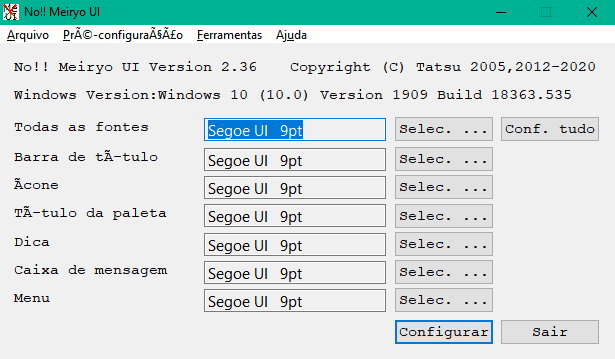 No!! Meiryo UI
Arquivo PrÃ©-configuraÃ§Ã£o Ferramentas Ajuda
No!! Meiryo UI Version 2.36 Copyright (C) Tatsu 2005,2012-2020
Windows Version:Windows 10 (10.0) Version 1909 Build 18363.535
Todas as fontes Segoe UI 9pt Selec. ... Conf. tudo
Barra de tÃ-tulo Segoe UI 9pt Selec. ...
Ãcone Segoe UI 9pt Selec. ...
TÃ-tulo da paleta Segoe UI 9pt Selec. ...
Dica Segoe UI 9pt Selec. ...
Caixa de mensagem Segoe UI 9pt Selec. ...
Menu Segoe UI 9pt Selec. ...
Configurar Sair